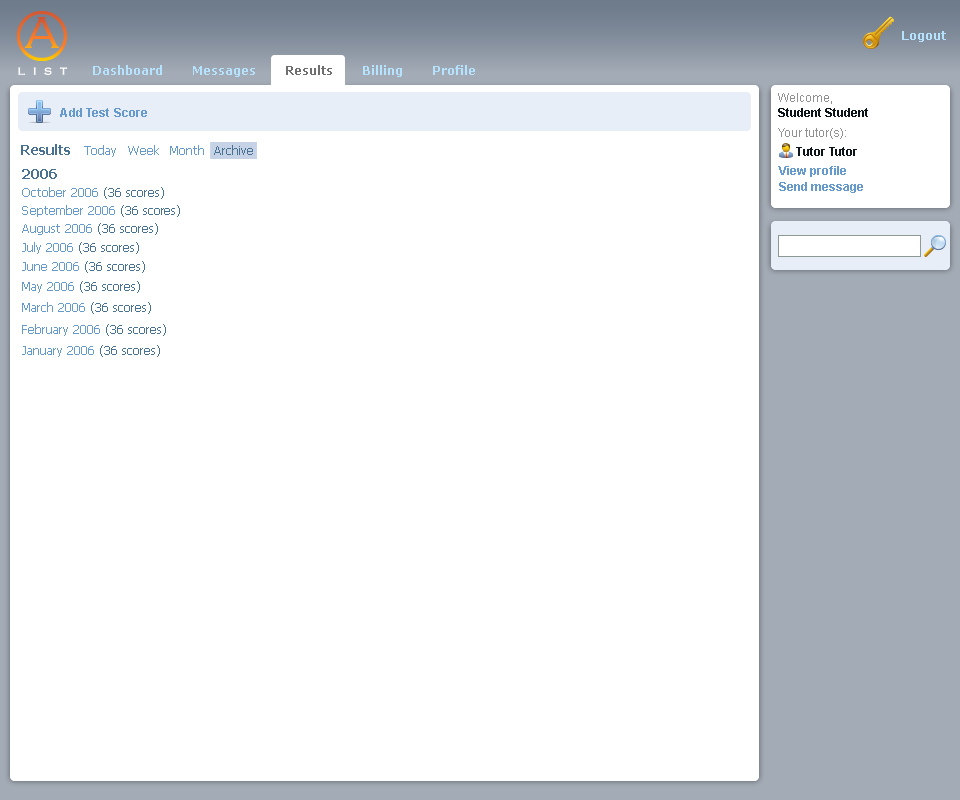 A
LIST
Dashboard Messages Results Billing Profile
Logout
Add Test Score
Results Today Week Month Archive
2006
October 2006 (36 scores)
September 2006 (36 scores)
August 2006 (36 scores)
July 2006 (36 scores)
June 2006 (36 scores)
May 2006 (36 scores)
March 2006 (36 scores)
February 2006 (36 scores)
January 2006 (36 scores)
Welcome,
Student Student
Your tutor(s):
Tutor Tutor
View profile
Send message